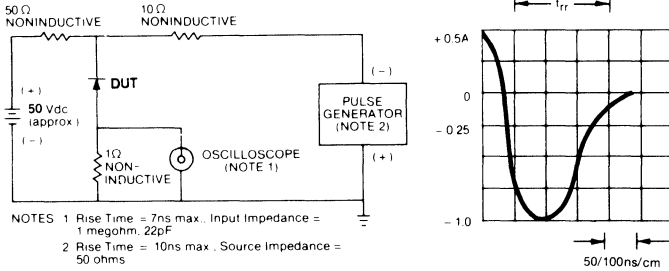 50 Ω
NONINDUCTIVE
10 Ω
NONINDUCTIVE
(+)
50 Vdc
(approx)
(-)
DUT
1Ω
NON-
INDUCTIVE
OSCILLOSCOPE
(NOTE 1)
(-)
PULSE
GENERATOR
(NOTE 2)
(+)
NOTES 1 Rise Time = 7ns max., Input Impedance =
1 megohm, 22pF
2 Rise Time = 10ns max, Source Impedance =
50 ohms
trr
+ 0.5A
0
- 0 25
- 1.0
50/100ns/cm